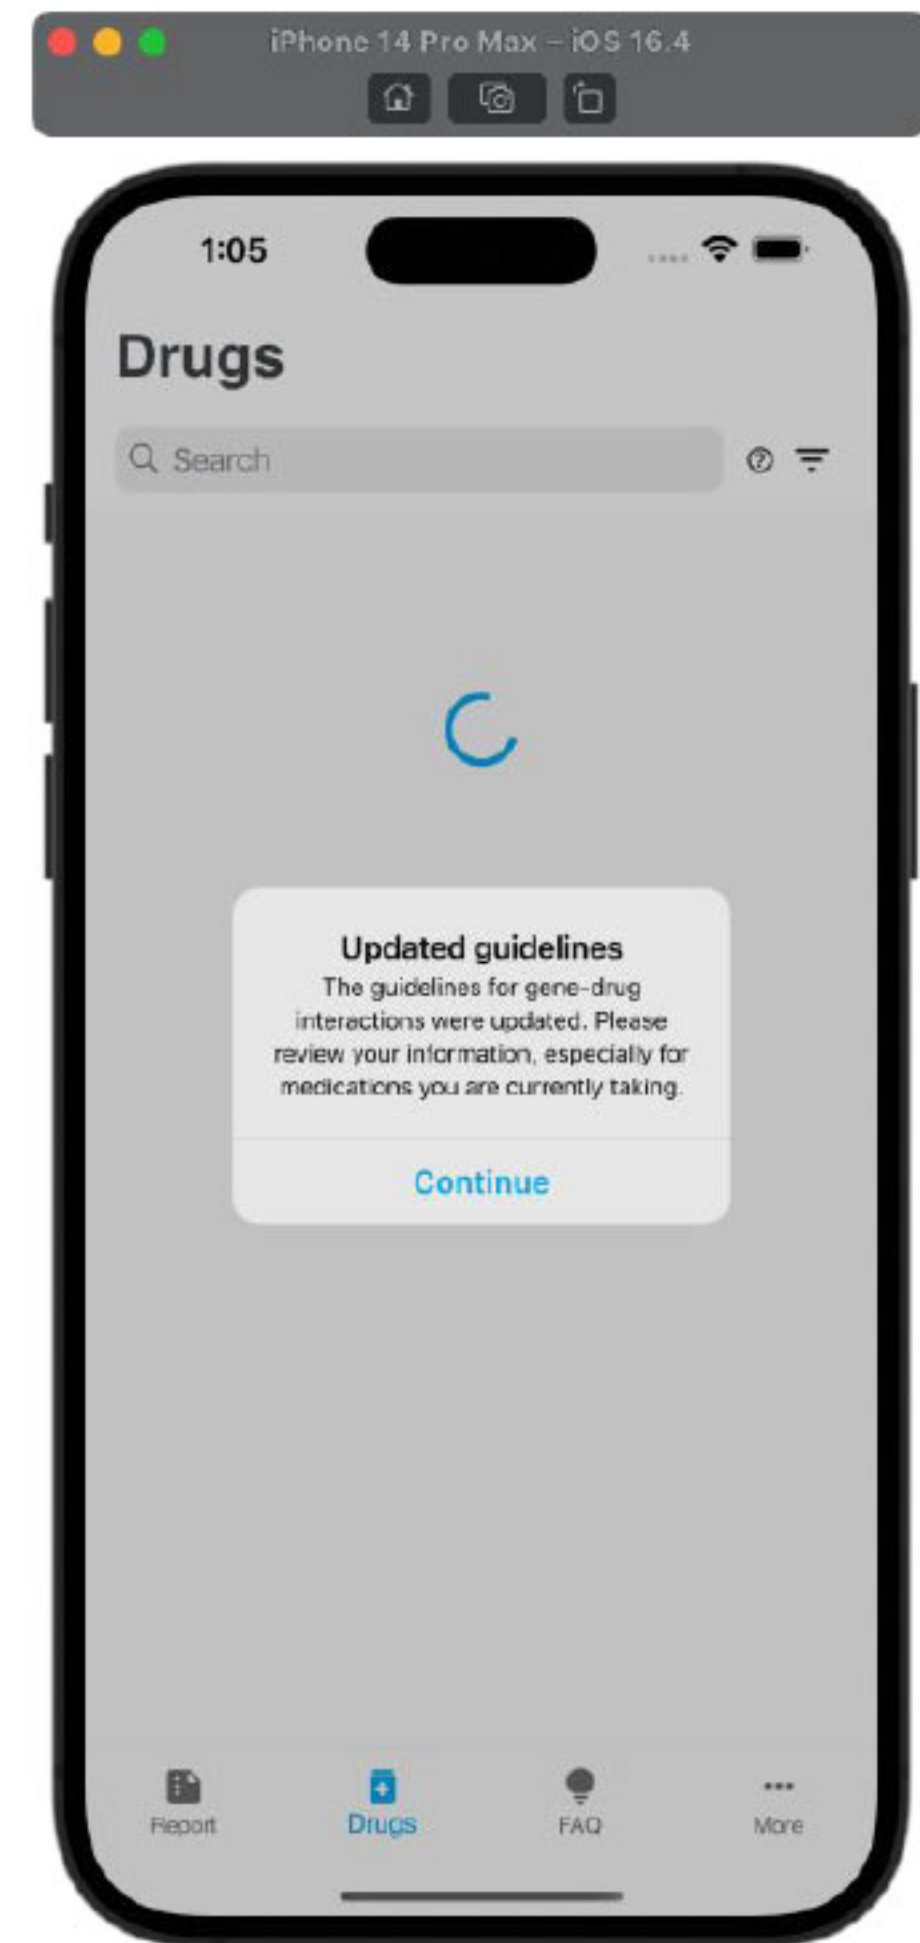 iPhone 14 Pro Max – iOS 16.4
1:05
Drugs
Search
Updated guidelines
The guidelines for gene-drug
interactions were updated. Please
review your information, especially for
medications you are currently taking.
Continue
Report
Drugs
FAQ
More